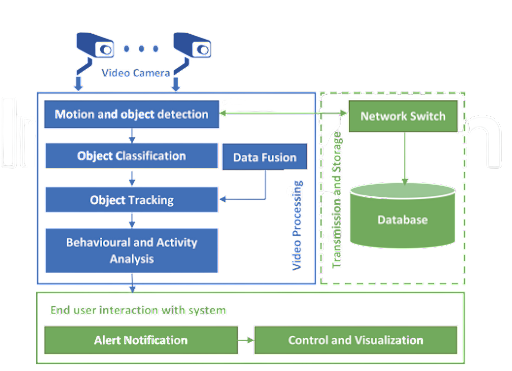 Video Camera
Motion and object detection
Network Switch
Object Classification
Data Fusion
Object Tracking
Behavioural and Activity
Analysis
Video Processing
Transmission and Storage
Database
End user interaction with system
Alert Notification
Control and Visualization